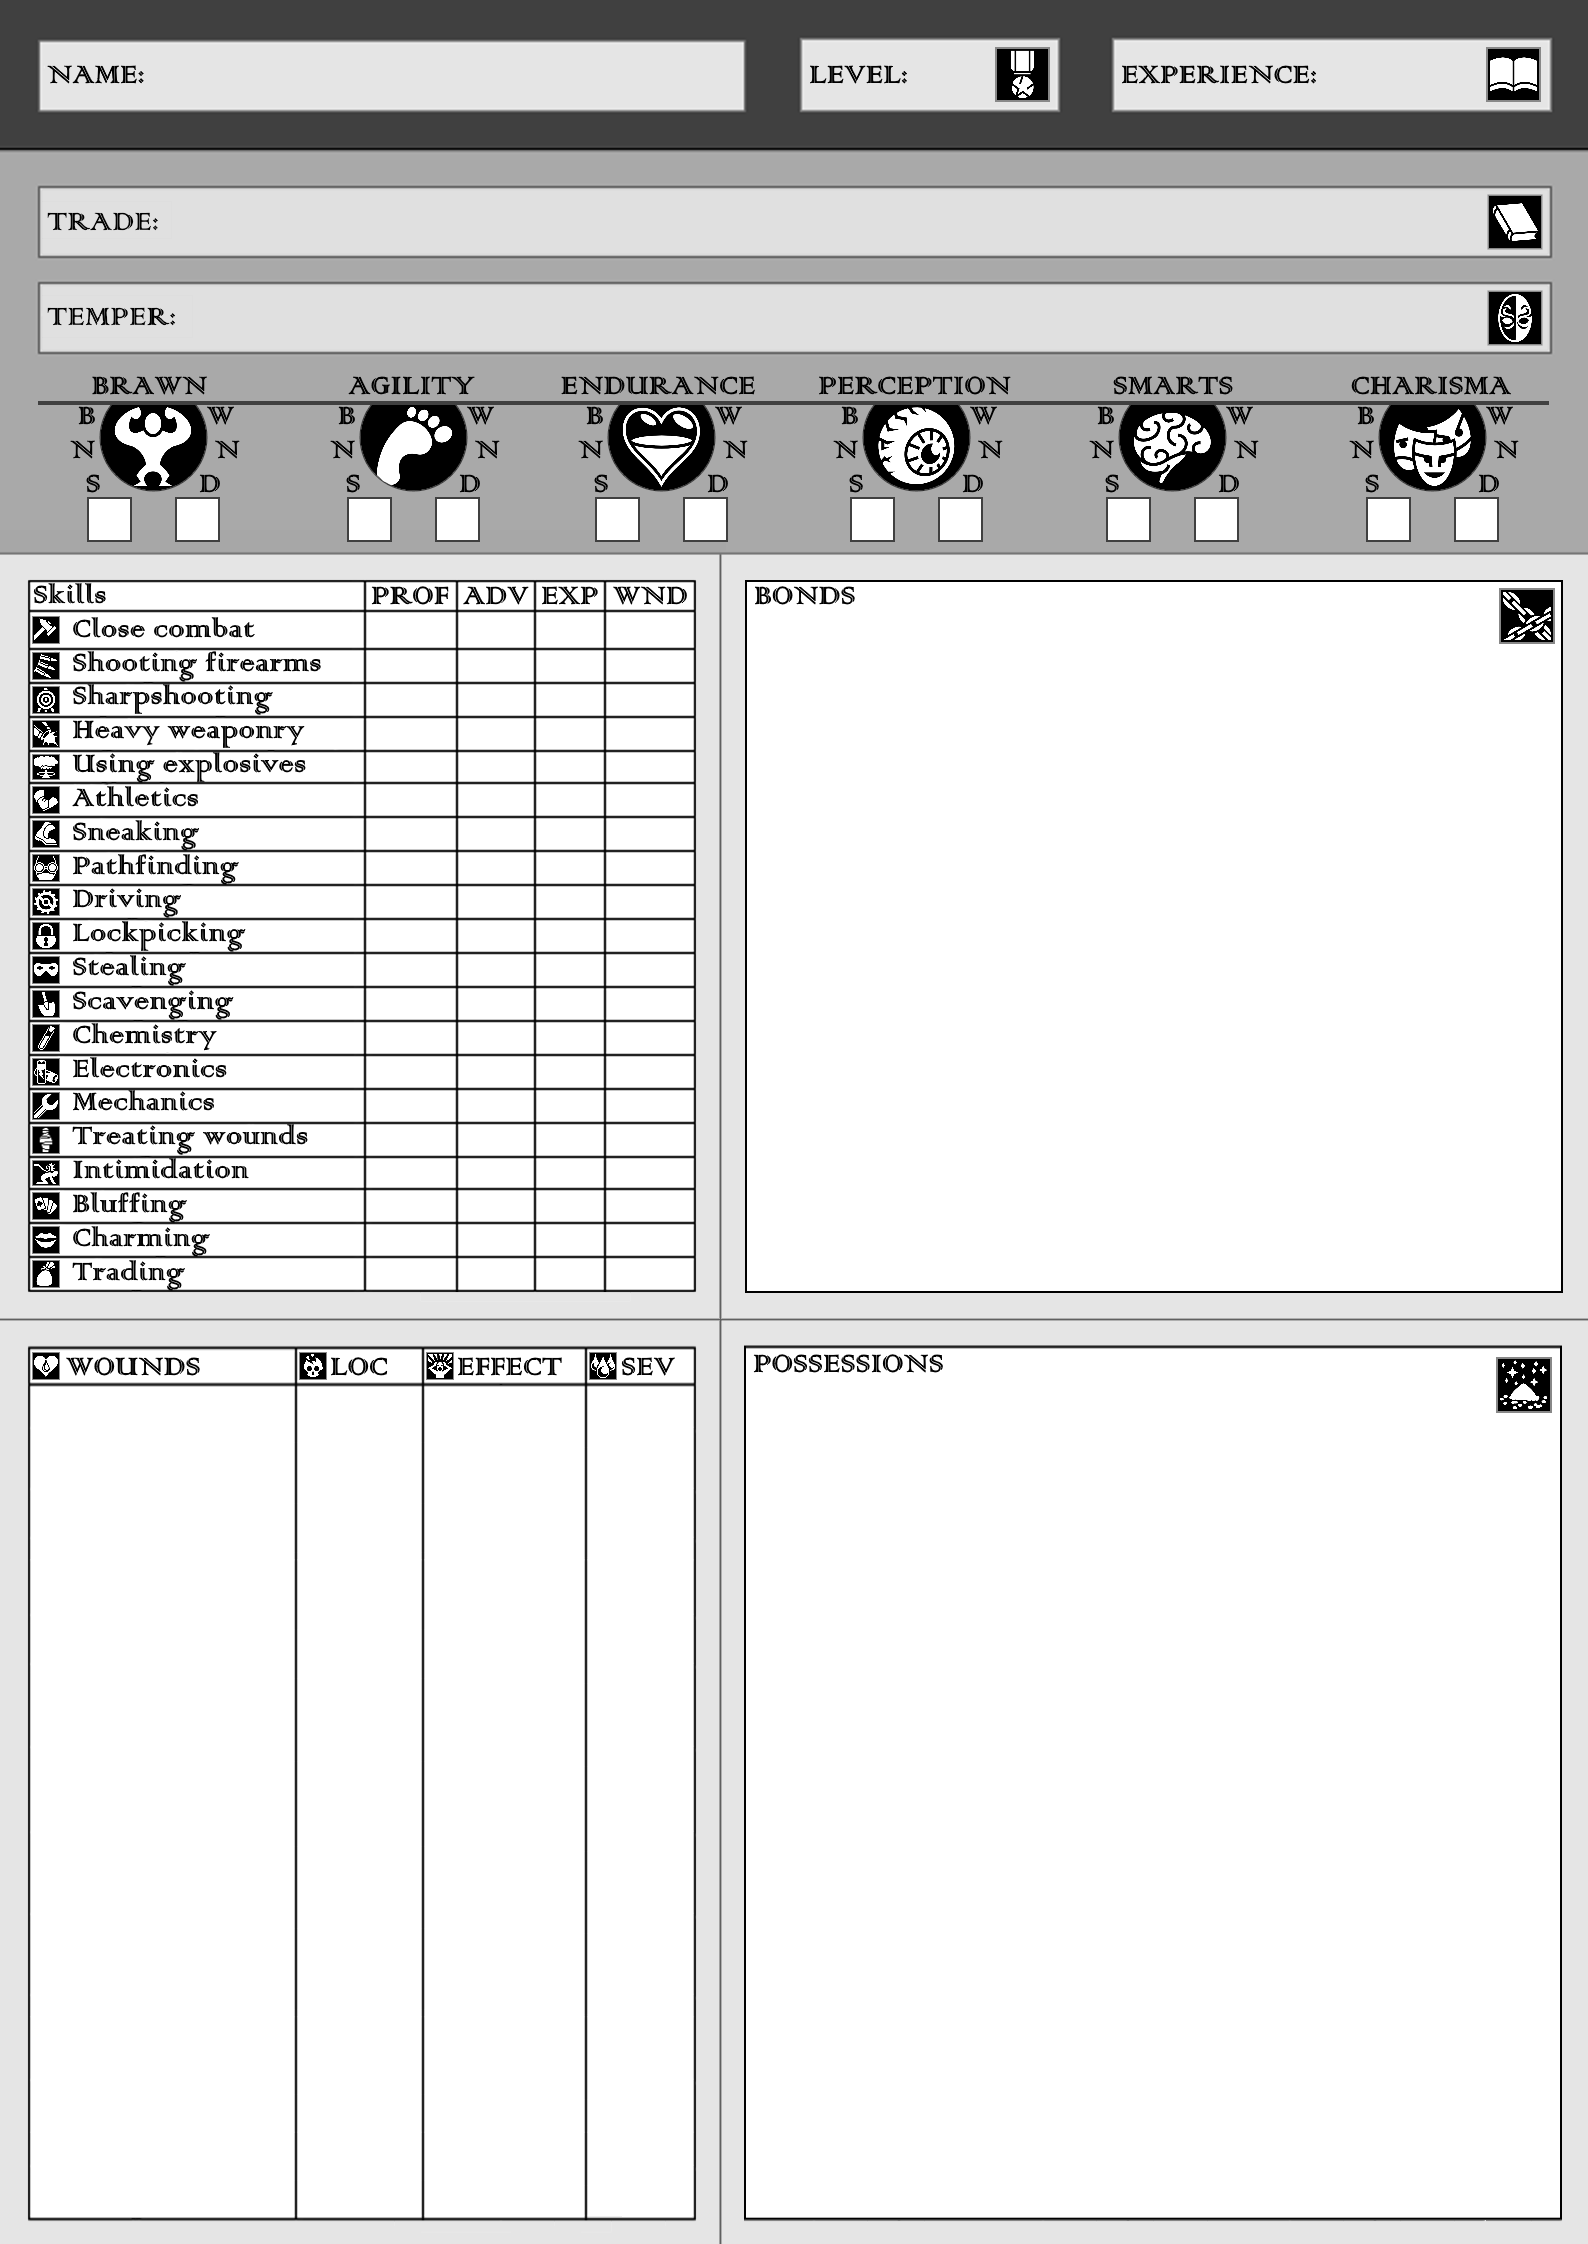 NAME: LEVEL: EXPERIENCE:
TRADE:
TEMPER:
BRAWN AGILITY ENDURANCE PERCEPTION SMARTS CHARISMA
B W B W B W B W B W B W
N N N N N N N N N N N N
S D S D S D S D S D S D
Skills PROF ADV EXP WND
Close combat
Shooting firearms
Sharpshooting
Heavy weaponry
Using explosives
Athletics
Sneaking
Pathfinding
Driving
Lockpicking
Stealing
Scavenging
Chemistry
Electronics
Mechanics
Treating wounds
Intimidation
Bluffing
Charming
Trading
BONDS
WOUNDS LOC EFFECT SEV
POSSESSIONS